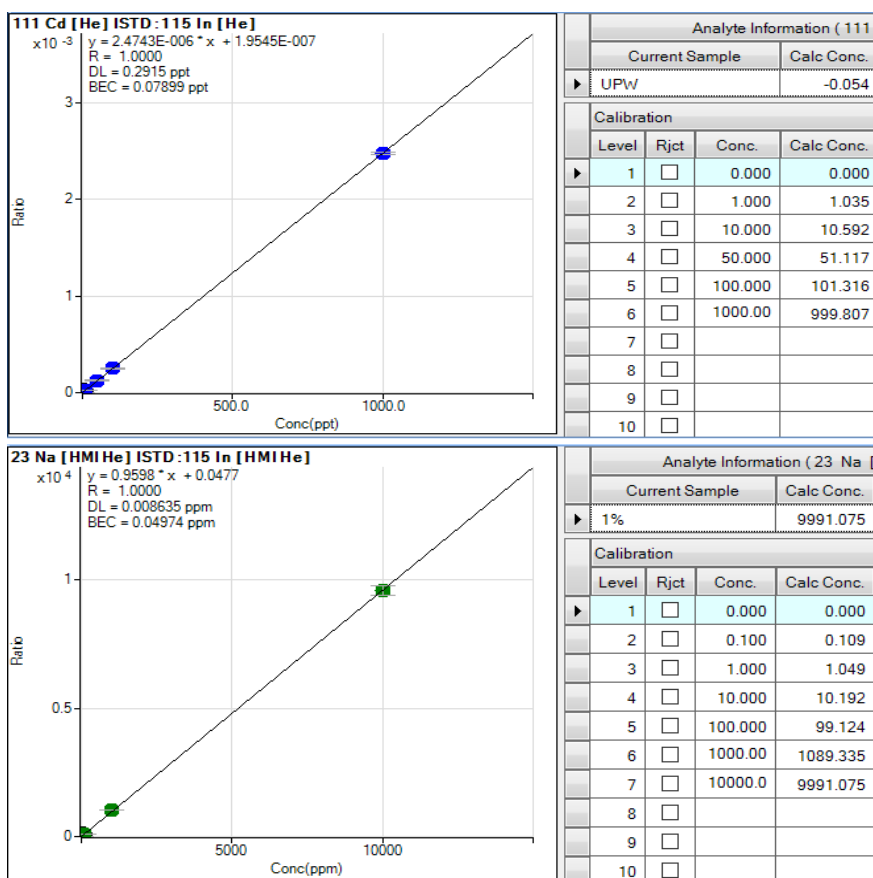 111 Cd [He] ISTD:115 In [He]
x10 -3
y = 2.4743E-006 * x + 1.9545E-007
R = 1.0000
DL = 0.2915 ppt
BEC = 0.07899 ppt
3
2
1
0
Ratio
500.0 1000.0
Conc(ppt)
Analyte Information ( 111
Current Sample Calc Conc.
UPW -0.054
Calibration
Level Rjct Conc. Calc Conc.
1 0.000 0.000
2 1.000 1.035
3 10.000 10.592
4 50.000 51.117
5 100.000 101.316
6 1000.00 999.807
7
8
9
10
23 Na [HMI He] ISTD:115 In [HMI He]
x10 4
y = 0.9598 * x + 0.0477
R = 1.0000
DL = 0.008635 ppm
BEC = 0.04974 ppm
1
0.5
0
Ratio
5000 10000
Conc(ppm)
Analyte Information ( 23 Na [
Current Sample Calc Conc.
1% 9991.075
Calibration
Level Rjct Conc. Calc Conc.
1 0.000 0.000
2 0.100 0.109
3 1.000 1.049
4 10.000 10.192
5 100.000 99.124
6 1000.00 1089.335
7 10000.0 9991.075
8
9
10